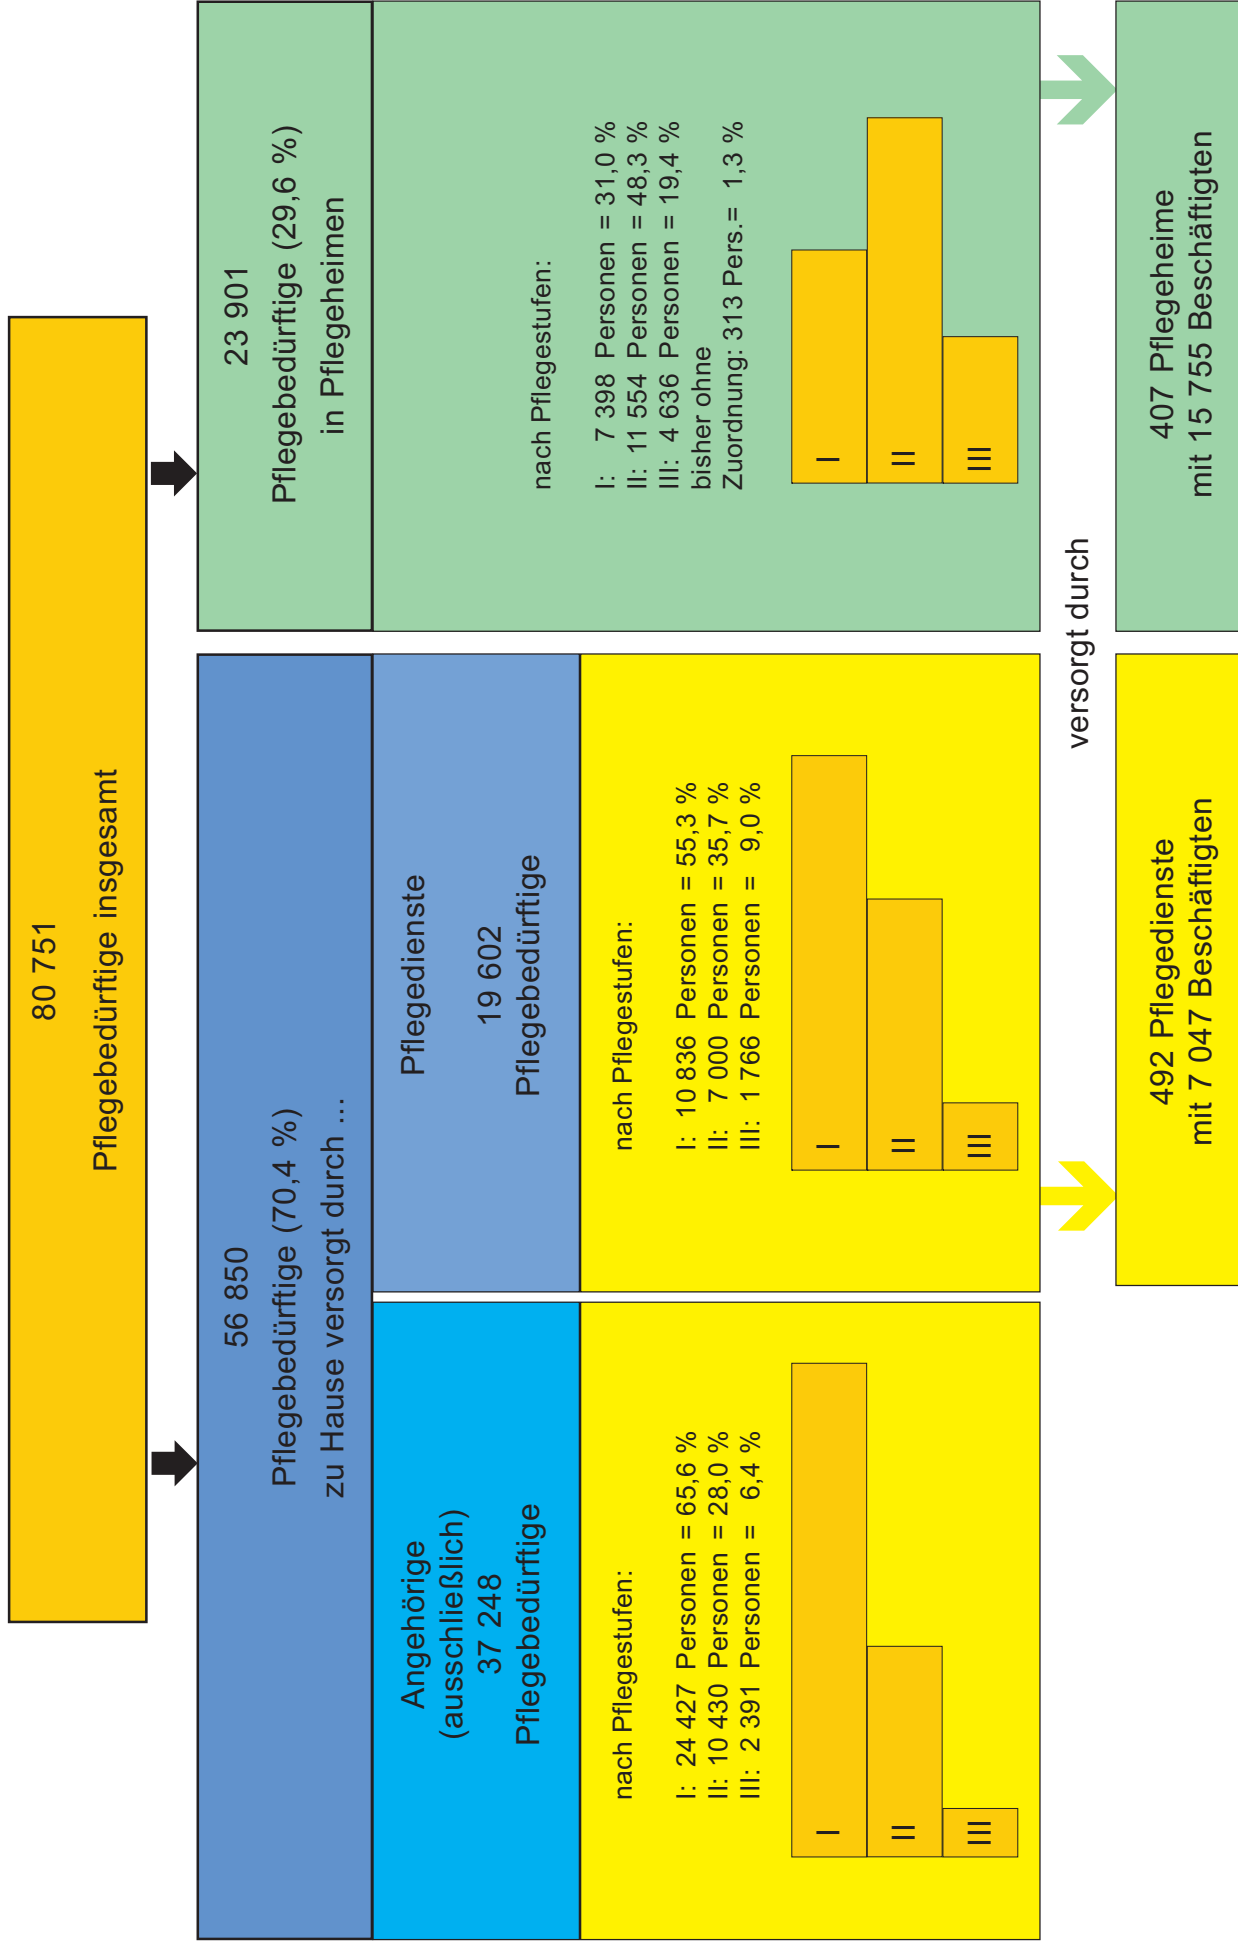 80 751
Pflegebedürftige insgesamt
56 850
Pflegebedürftige (70,4 %)
zu Hause versorgt durch ...
23 901
Pflegebedürftige (29,6 %)
in Pflegeheimen
Angehörige
(ausschließlich)
37 248
Pflegebedürftige
Pflegedienste
19 602
Pflegebedürftige
nach Pflegestufen:
I: 24 427 Personen = 65,6 %
II: 10 430 Personen = 28,0 %
III: 2 391 Personen = 6,4 %
I
II
III
nach Pflegestufen:
I: 10 836 Personen = 55,3 %
II: 7 000 Personen = 35,7 %
III: 1 766 Personen = 9,0 %
I
II
III
nach Pflegestufen:
I: 7 398 Personen = 31,0 %
II: 11 554 Personen = 48,3 %
III: 4 636 Personen = 19,4 %
bisher ohne
Zuordnung: 313 Pers.= 1,3 %
I
II
III
versorgt durch
492 Pflegedienste
mit 7 047 Beschäftigten
407 Pflegeheime
mit 15 755 Beschäftigten